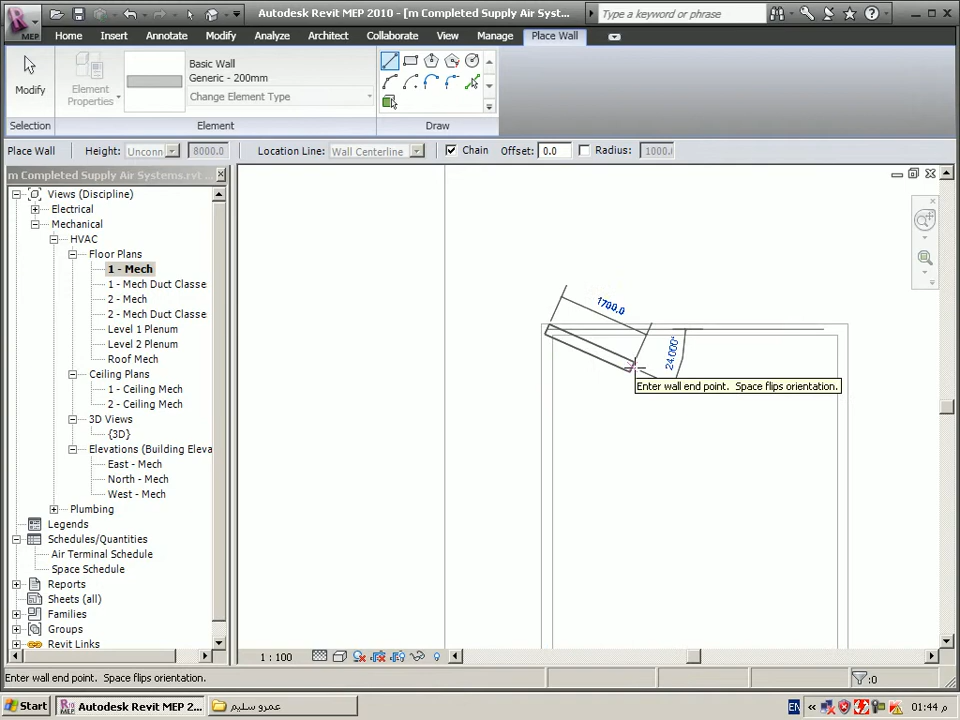 Autodesk Revit MEP 2010 - [m Completed Supply Air Syst...
Type a keyword or phrase
MEP
Home Insert Annotate Modify Analyze Architect Collaborate View Manage Place Wall
Modify
Element
Properties
Basic Wall
Generic - 200mm
Change Element Type
Selection Element Draw
Place Wall Height: Unconn 8000.0 Location Line: Wall Centerline Chain Offset: 0.0 Radius: 1000.
m Completed Supply Air Systems.rvt
Views (Discipline)
Electrical
Mechanical
HVAC
Floor Plans
1 - Mech
1 - Mech Duct Classe
2 - Mech
2 - Mech Duct Classe
Level 1 Plenum
Level 2 Plenum
Roof Mech
Ceiling Plans
1 - Ceiling Mech
2 - Ceiling Mech
3D Views
{3D}
Elevations (Building Eleva
East - Mech
North - Mech
West - Mech
Plumbing
Legends
Schedules/Quantities
Air Terminal Schedule
Space Schedule
Reports
Sheets (all)
Families
Groups
Revit Links
1700.0
24.000°
Enter wall end point. Space flips orientation.
1 : 100
Enter wall end point. Space flips orientation.
:0
Start
Autodesk Revit MEP 2...
عمرو سليم
EN
01:44 م